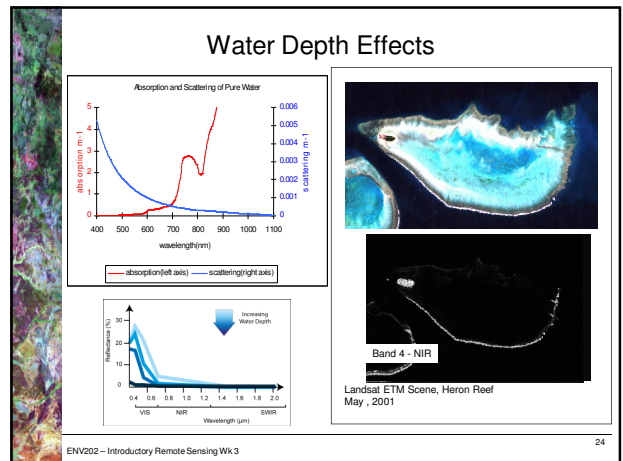 Water Depth Effects
Absorption and Scattering of Pure Water
absorption m-1
5
4
3
2
1
0
0.006
0.005
0.004
0.003
0.002
0.001
0
scattering m-1
400 500 600 700 800 900 1000 1100
wavelength(nm)
absorption(left axis) scattering(right axis)
Increasing
Water Depth
Reflectance (%)
30
20
10
0
0.4 0.6 0.8 1.0 1.2 1.4 1.6 1.8 2.0
VIS NIR SWIR
Wavelength (µm)
Band 4 - NIR
Landsat ETM Scene, Heron Reef
May , 2001
ENV202 – Introductory Remote Sensing Wk 3
24